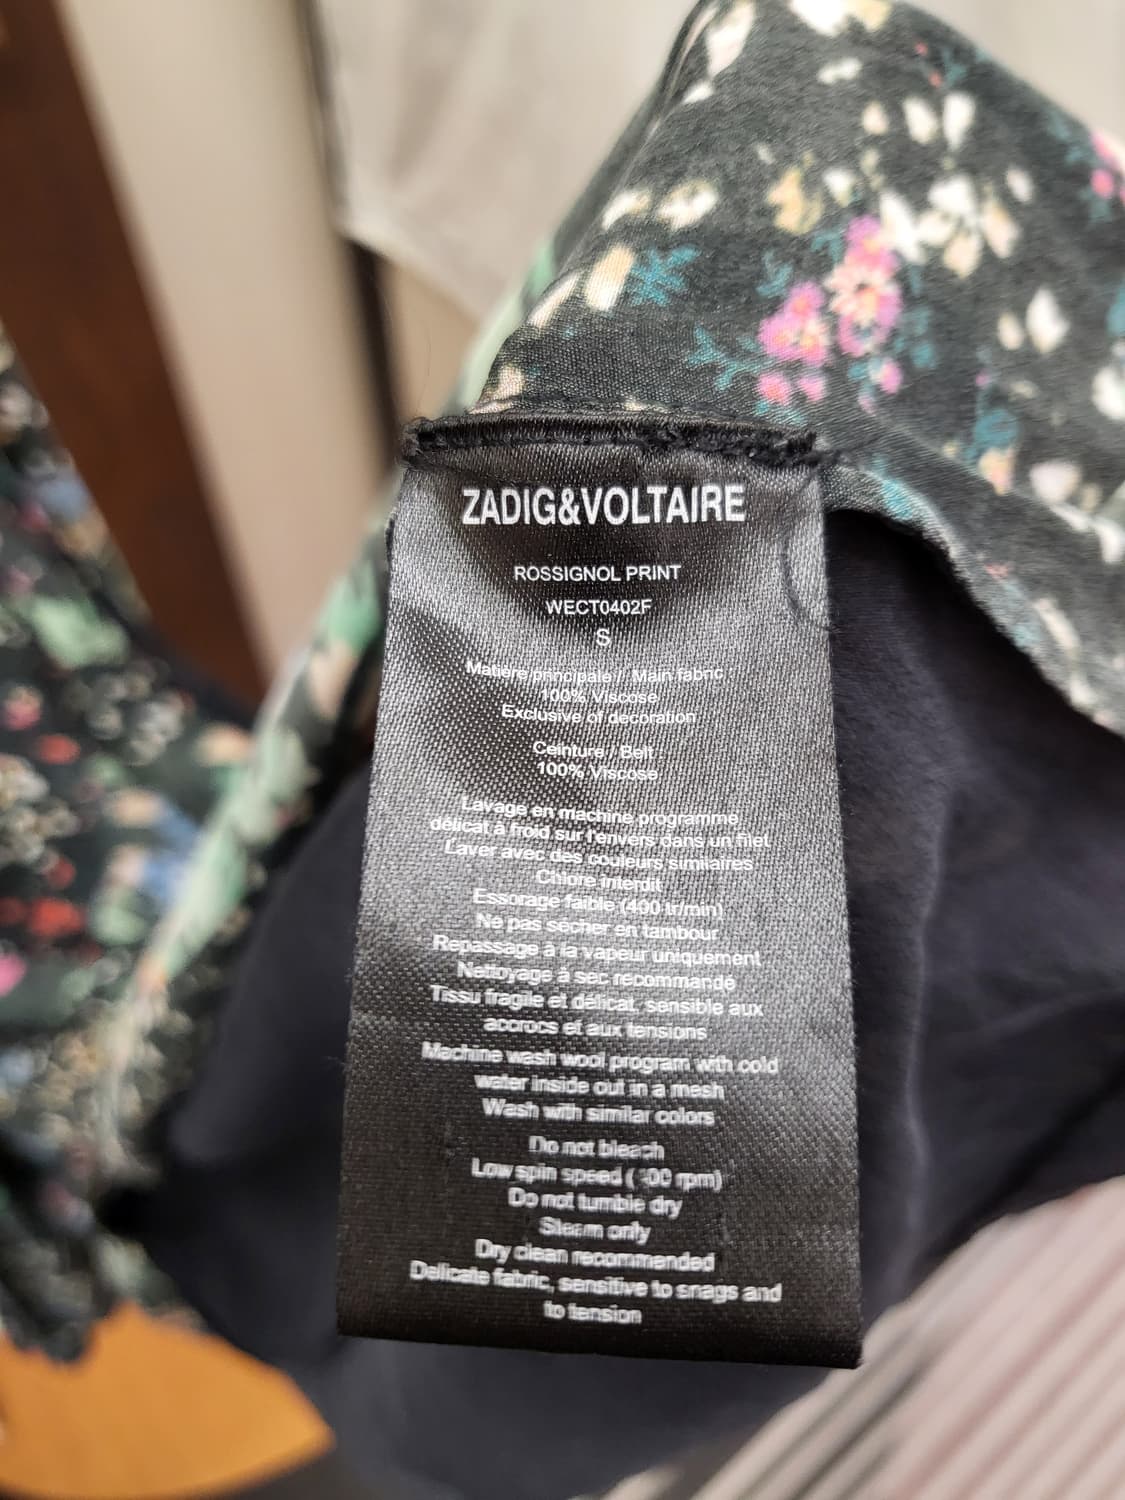 ZADIG&VOLTAIRE
ROSSIGNOL PRINT
WECT0402F
S
Matière principale / Main fabric
100% Viscose
Exclusive of decoration
Ceinture / Belt
100% Viscose
Lavage en machine programme
délicat à froid sur l'envers dans un filet
Laver avec des couleurs similaires
Chlore interdit
Essorage faible (400 tr/min)
Ne pas sécher en tambour
Repassage à la vapeur uniquement
Nettoyage à sec recommandé
Tissu fragile et délicat, sensible aux
accrocs et aux tensions
Machine wash wool program with cold
water inside out in a mesh
Wash with similar colors
Do not bleach
Low spin speed ( 00 rpm)
Do not tumble dry
Steam only
Dry clean recommended
Delicate fabric, sensitive to snags and
to tension